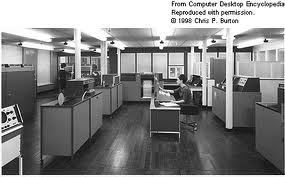 From Computer Desktop Encyclopedia
Reproduced with permission.
© 1998 Chris P. Burton